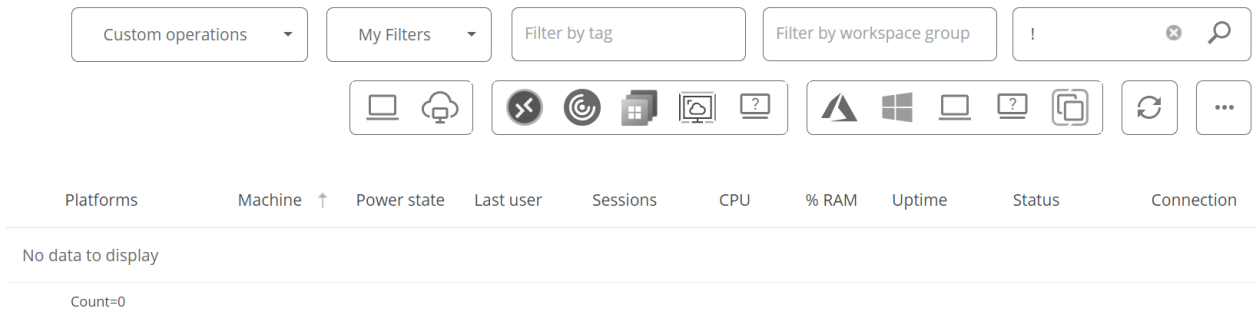 Custom operations My Filters Filter by tag Filter by workspace group !
? ?
Platforms Machine ↑ Power state Last user Sessions CPU % RAM Uptime Status Connection
No data to display
Count=0